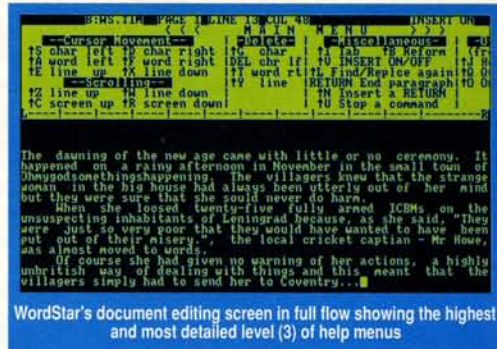 B:WS.TIM PAGE 1 LINE 13 COL 48 INSERT ON
< < < M A I N M E N U > > >
--Cursor Movement-- | -Delete- | -Miscellaneous- |
^S char left ^D char right |^G char | ^I Tab ^B Reform | (fr
^A word left ^F word right |DEL chr lf| ^V INSERT ON/OFF |^J H
^E line up ^X line down |^T word rt|^L Find/Replce again|^Q Q
--Scrolling-- |^Y line |RETURN End paragraph|^O O
^Z line up ^W line down | | ^N Insert a RETURN |
^C screen up ^R screen down | | ^U Stop a command |
L R
The dawning of the new age came with little or no ceremony. It
happened on a rainy afternoon in November in the small town of
Ohmygodsomethingshappening. The villagers knew that the strange
woman in the big house had always been utterly out of her mind
but they were sure that she sould never do harm.
When she loosed twenty-five fully armed ICBMs on the
unsuspecting inhabitants of Leningrad because, as she said, "They
were just so very poor that they would have wanted to have been
put out of their misery.", the local cricket captian - Mr Howe,
was almost moved to words.
Of course she had given no warning of her actions, a highly
unbritish way of dealing with things and this meant that the
villagers simply had to send her to Coventry...
WordStar's document editing screen in full flow showing the highest
and most detailed level (3) of help menus